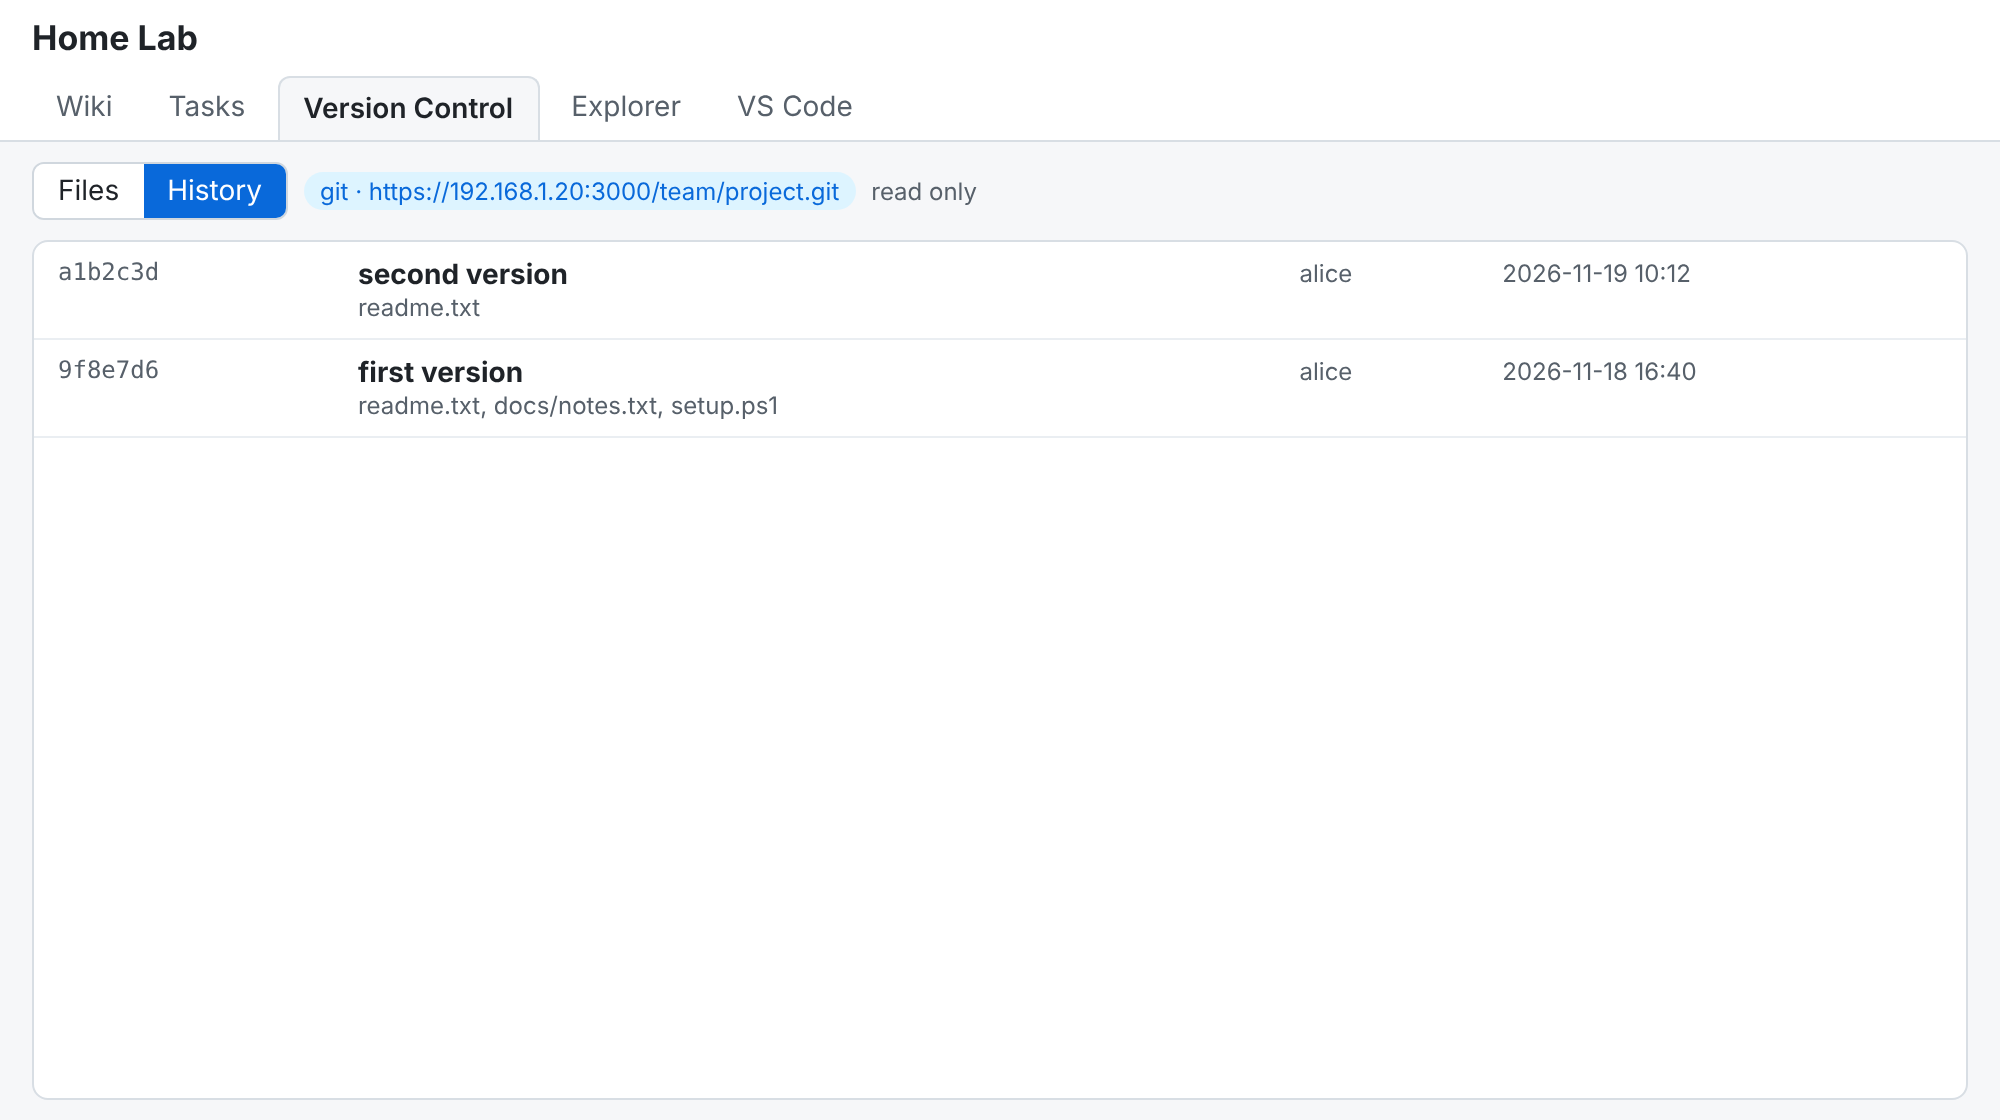 Home Lab
Wiki Tasks Version Control Explorer VS Code
Files History git · https://192.168.1.20:3000/team/project.git read only
a1b2c3d second version alice 2026-11-19 10:12
readme.txt
9f8e7d6 first version alice 2026-11-18 16:40
readme.txt, docs/notes.txt, setup.ps1